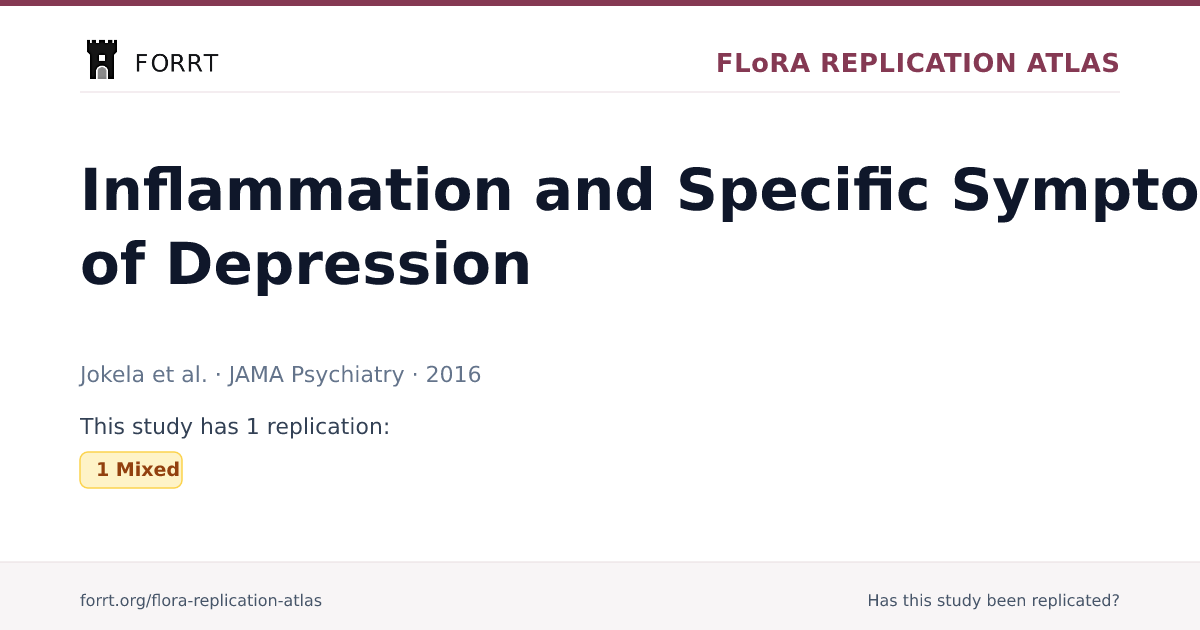 FORRT
FLoRA REPLICATION ATLAS
Inflammation and Specific Sympto
of Depression
Jokela et al. · JAMA Psychiatry · 2016
This study has 1 replication:
1 Mixed
forrt.org/flora-replication-atlas
Has this study been replicated?